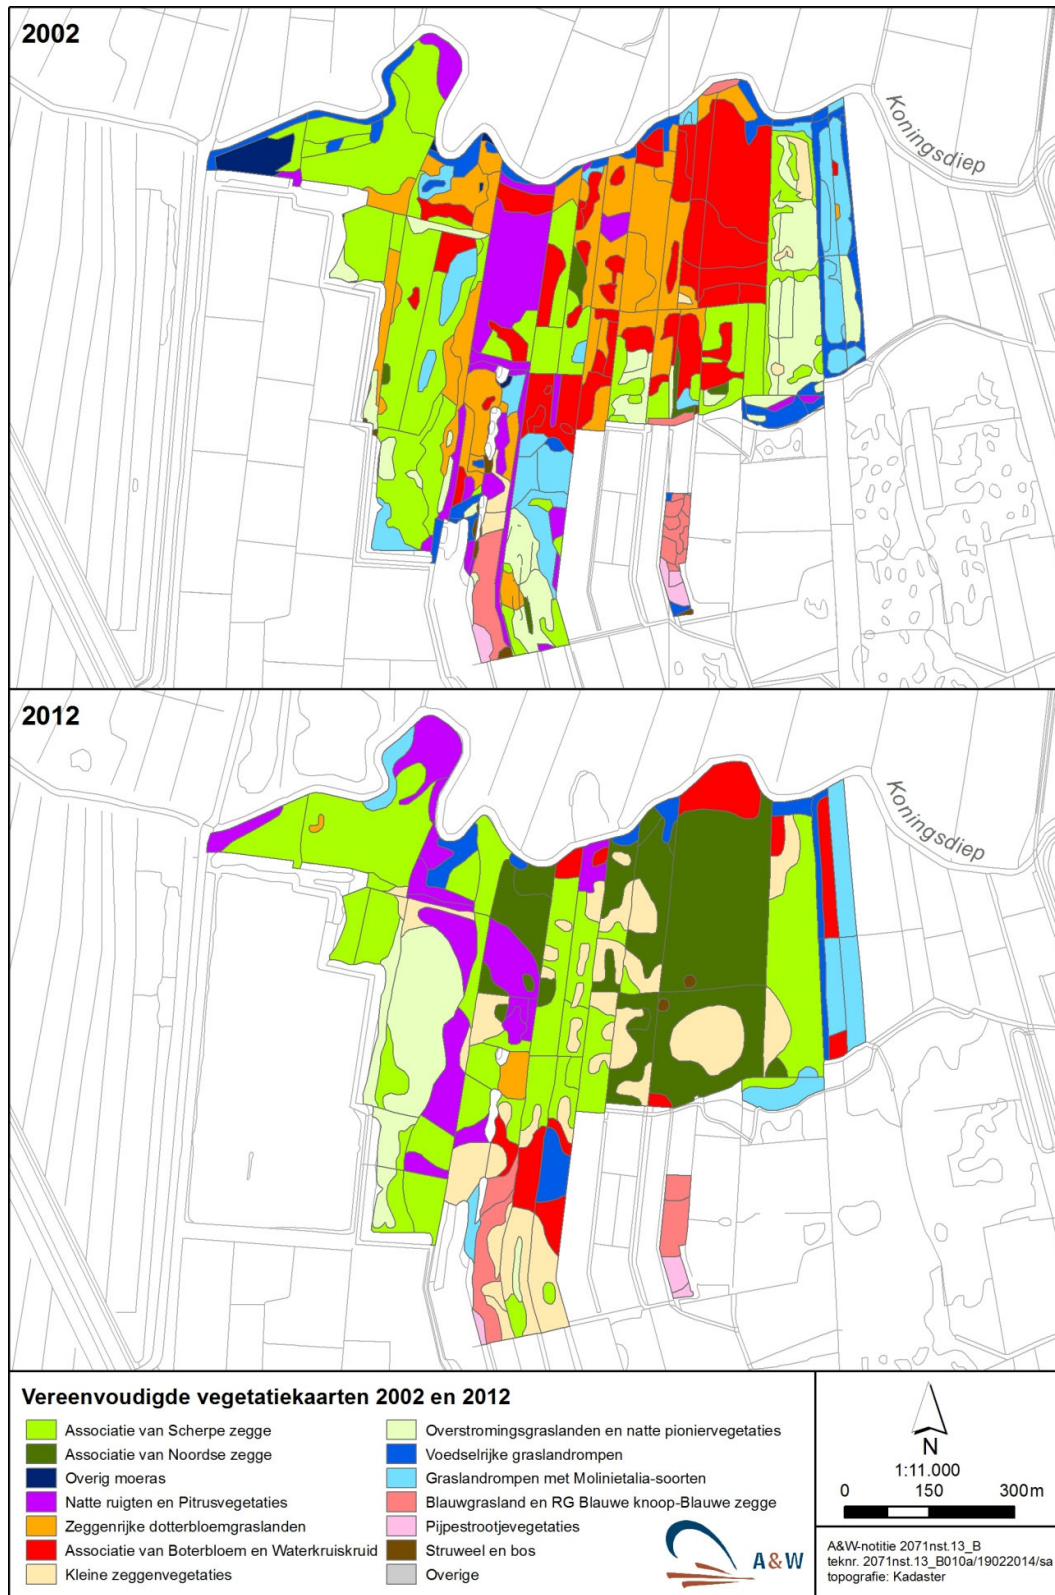 2002
Koningsdiep
2012
Koningsdiep
Vereenvoudigde vegetatiekaarten 2002 en 2012
Associatie van Scherpe zegge
Associatie van Noordse zegge
Overig moeras
Natte ruigten en Pitrusvegetaties
Zeggenrijke dotterbloemgraslanden
Associatie van Boterbloem en Waterkruiskruid
Kleine zeggenvegetaties
Overstromingsgraslanden en natte pioniervegetaties
Voedselrijke graslandrompen
Graslandrompen met Molinietalia-soorten
Blauwgrasland en RG Blauwe knoop-Blauwe zegge
Pijpestrootjevegetaties
Struweel en bos
Overige
A&W
N
1:11.000
0 150 300 m
A&W-notitie 2071nst.13_B
teknr. 2071nst.13_B010a/19022014/sa
topografie: Kadaster